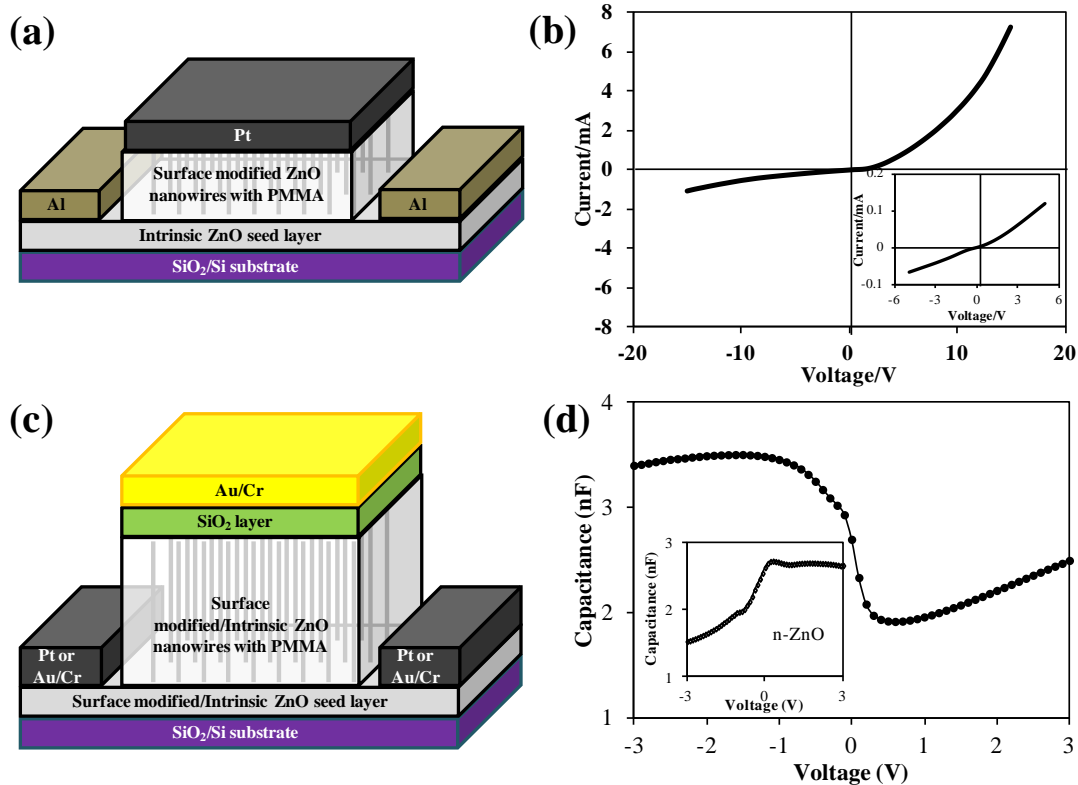 (a)
Pt
Surface modified ZnO
nanowires with PMMA
Al
Al
Intrinsic ZnO seed layer
SiO2/Si substrate
(b)
8
6
4
2
0
-2
-4
-6
-8
-20
-10
0
10
20
Current/mA
Voltage/V
0.2
0.1
0
-0.1
-6
-3
0
3
6
Current/mA
Voltage/V
(c)
Au/Cr
SiO2 layer
Surface
modified/Intrinsic ZnO
nanowires with PMMA
Pt or
Au/Cr
Pt or
Au/Cr
Surface modified/Intrinsic ZnO seed layer
SiO2/Si substrate
(d)
4
3
2
1
-3
-2
-1
0
1
2
3
Capacitance (nF)
Voltage (V)
3
2
1
-3
0
3
Capacitance (nF)
Voltage (V)
n-ZnO